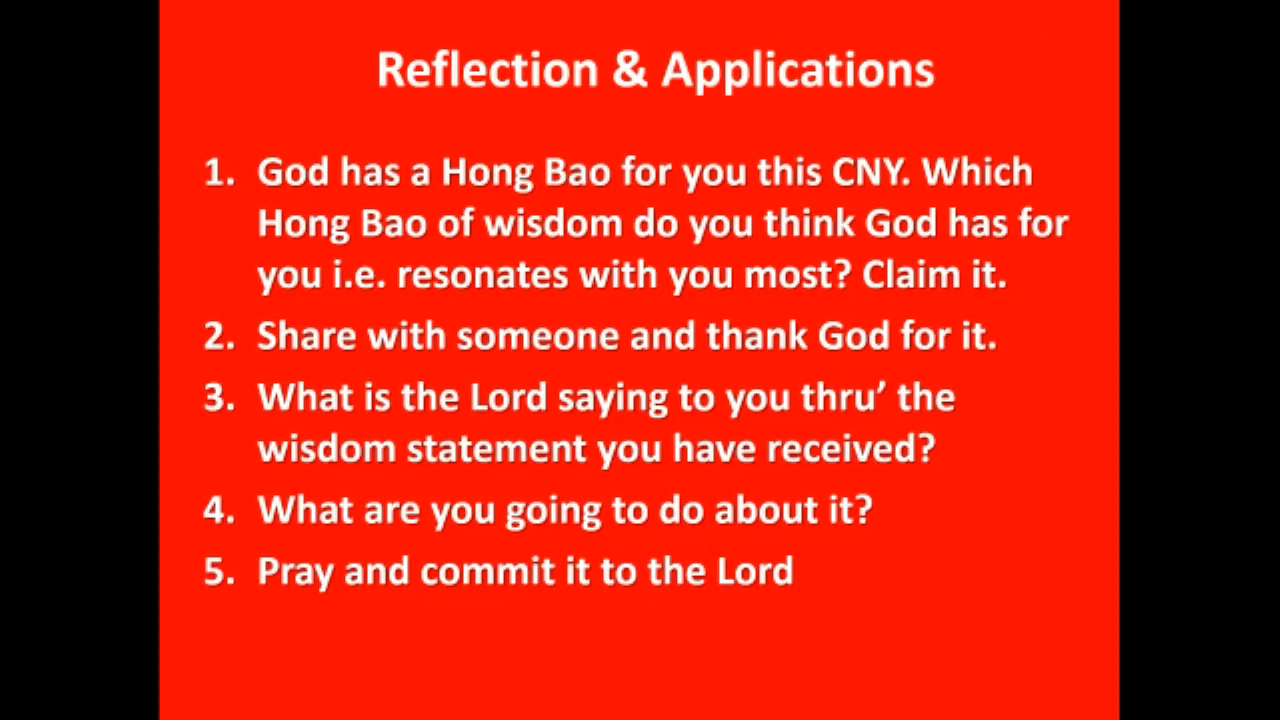 Reflection & Applications
1. God has a Hong Bao for you this CNY. Which
Hong Bao of wisdom do you think God has for
you i.e. resonates with you most? Claim it.
2. Share with someone and thank God for it.
3. What is the Lord saying to you thru’ the
wisdom statement you have received?
4. What are you going to do about it?
5. Pray and commit it to the Lord